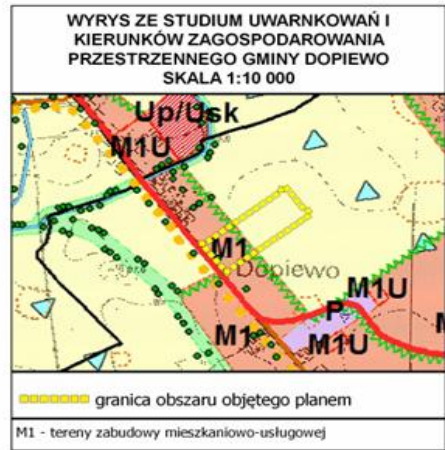 WYRYS ZE STUDIUM UWARNKOWAŃ I
KIERUNKÓW ZAGOSPODAROWANIA
PRZESTRZENNEGO GMINY DOPIEWO
SKALA 1:10 000
Up/Usk
M1U
M1
Dopiewo
M1U
P
M1
M1U
M
granica obszaru objętego planem
M1 - tereny zabudowy mieszkaniowo-usługowej